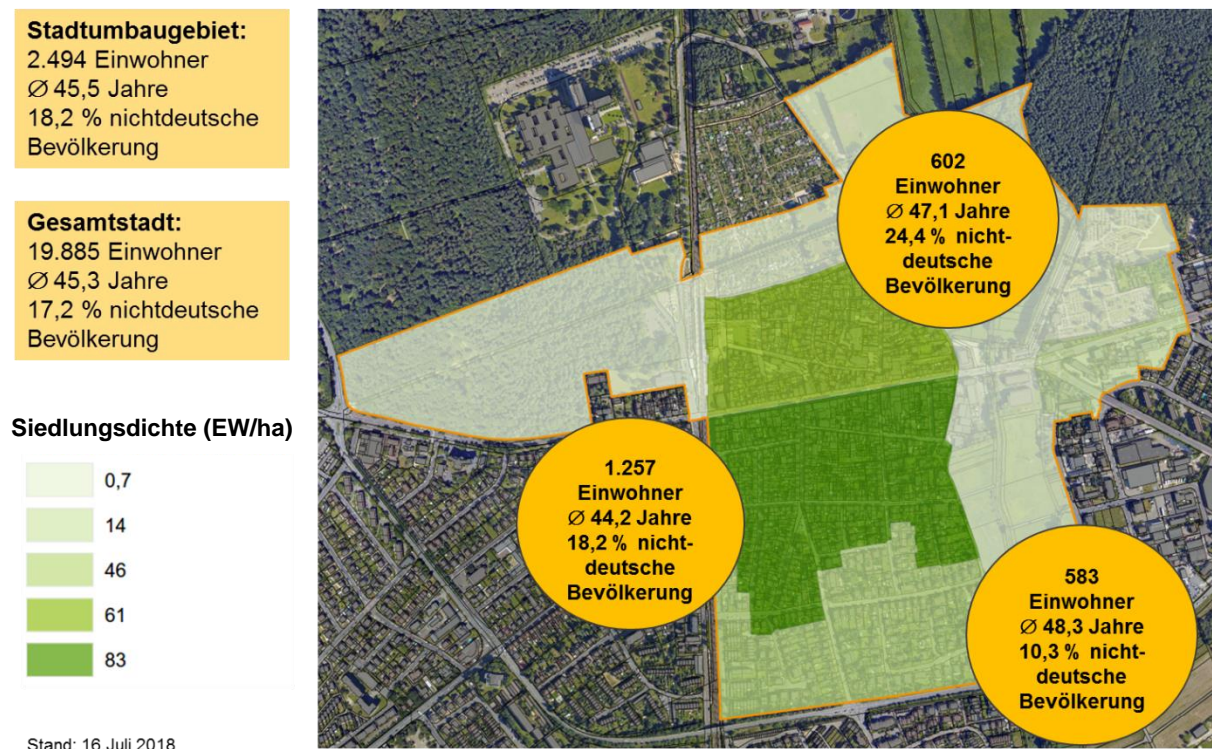 Stadtumbaugebiet:
2.494 Einwohner
Ø 45,5 Jahre
18,2 % nichtdeutsche
Bevölkerung
Gesamtstadt:
19.885 Einwohner
Ø 45,3 Jahre
17,2 % nichtdeutsche
Bevölkerung
Siedlungsdichte (EW/ha)
0,7
14
46
61
83
Stand: 16 Juli 2018
602
Einwohner
Ø 47,1 Jahre
24,4 % nicht-
deutsche
Bevölkerung
1.257
Einwohner
Ø 44,2 Jahre
18,2 % nicht-
deutsche
Bevölkerung
583
Einwohner
Ø 48,3 Jahre
10,3 % nicht-
deutsche
Bevölkerung